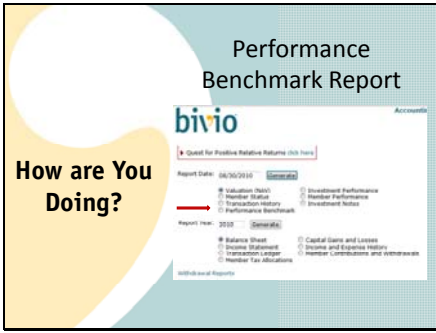 Performance
Benchmark Report
How are You
Doing?
Accounts
bivio
Quest for Positive Relative Returns click here
Report Date: 08/30/2010 Generate
Valuation (NAV) Investment Performance
Member Status Member Performance
Transaction History Investment Notes
Performance Benchmark
Report Year: 2010 Generate
Balance Sheet Capital Gains and Losses
Income Statement Income and Expense History
Transaction Ledger Member Contributions and Withdrawals
Member Tax Allocations
Withdrawal Reports